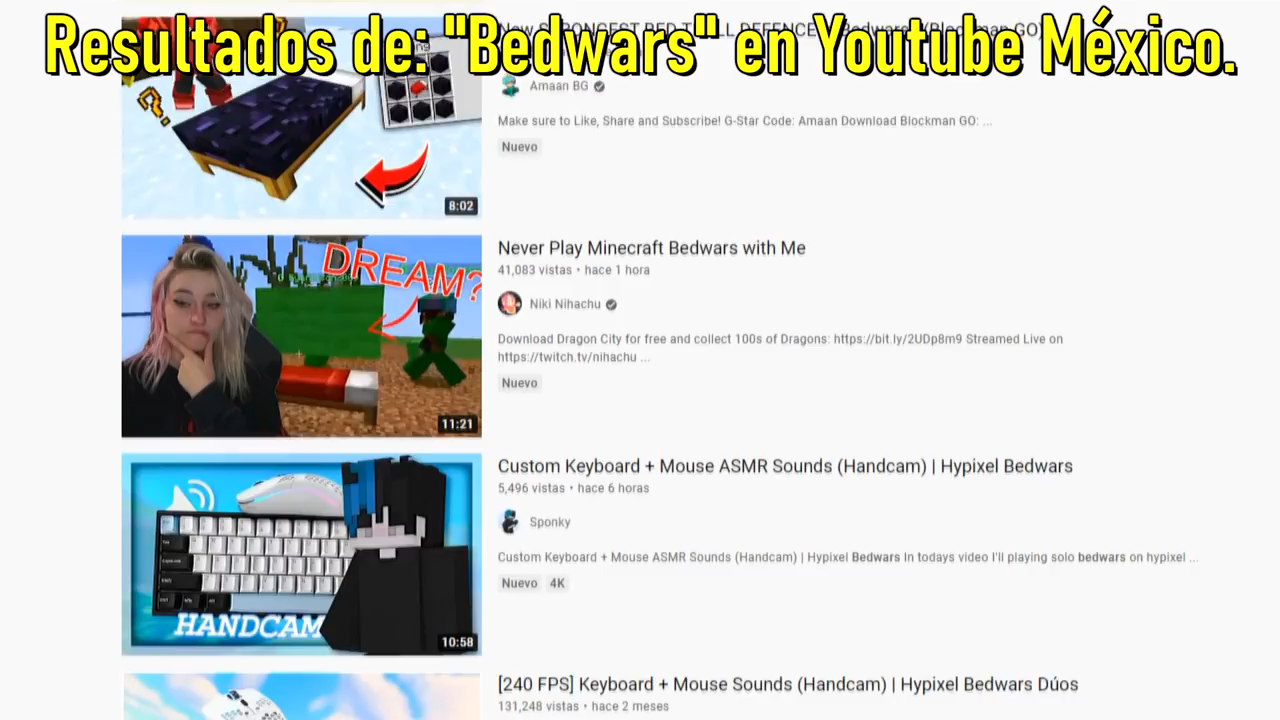 Resultados de: "Bedwars" en Youtube México.
Amaan BG
Make sure to Like, Share and Subscribe! G-Star Code: Amaan Download Blockman GO: ...
Nuevo
8:02
DREAM?
Never Play Minecraft Bedwars with Me
41,083 vistas • hace 1 hora
Niki Nihachu
Download Dragon City for free and collect 100s of Dragons: https://bit.ly/2UDp8m9 Streamed Live on
https://twitch.tv/nihachu ...
Nuevo
11:21
Custom Keyboard + Mouse ASMR Sounds (Handcam) | Hypixel Bedwars
5,496 vistas • hace 6 horas
Sponky
Custom Keyboard + Mouse ASMR Sounds (Handcam) | Hypixel Bedwars In todays video I'll playing solo bedwars on hypixel ...
Nuevo 4K
HANDCAM
10:58
[240 FPS] Keyboard + Mouse Sounds (Handcam) | Hypixel Bedwars Dúos
131,248 vistas • hace 2 meses